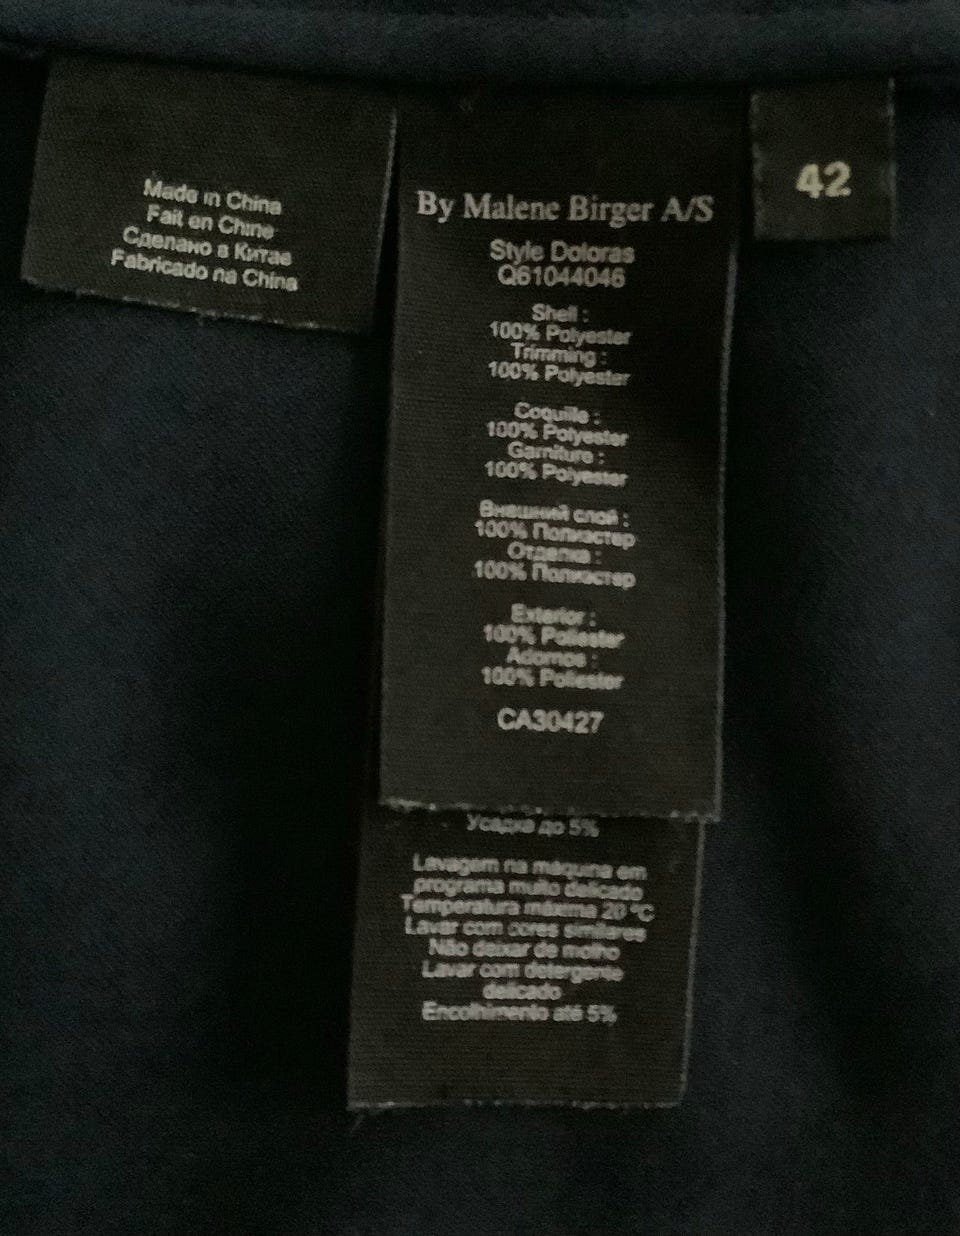 Made in China
Fait en Chine
Сделано в Китае
Fabricado na China
By Malene Birger A/S
Style Doloras
Q61044046
Shell :
100% Polyester
Trimming :
100% Polyester
Coquille :
100% Polyester
Garniture :
100% Polyester
Внешний слой :
100% Полиэстер
Отделка :
100% Полиэстер
Exterior :
100% Poliester
Adornos :
100% Poliester
CA30427
Усадка до 5%
Lavagem na máquina em
programa muito delicado
Temperatura máxima 20 °C
Lavar com cores similares
Não deixar de molho
Lavar com detergente
delicado
Encolhimento até 5%
42